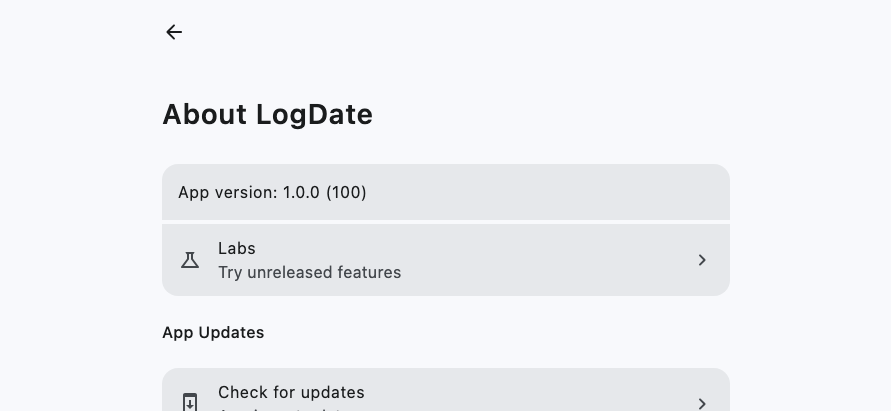 About LogDate
App version: 1.0.0 (100)
Labs
Try unreleased features
App Updates
Check for updates